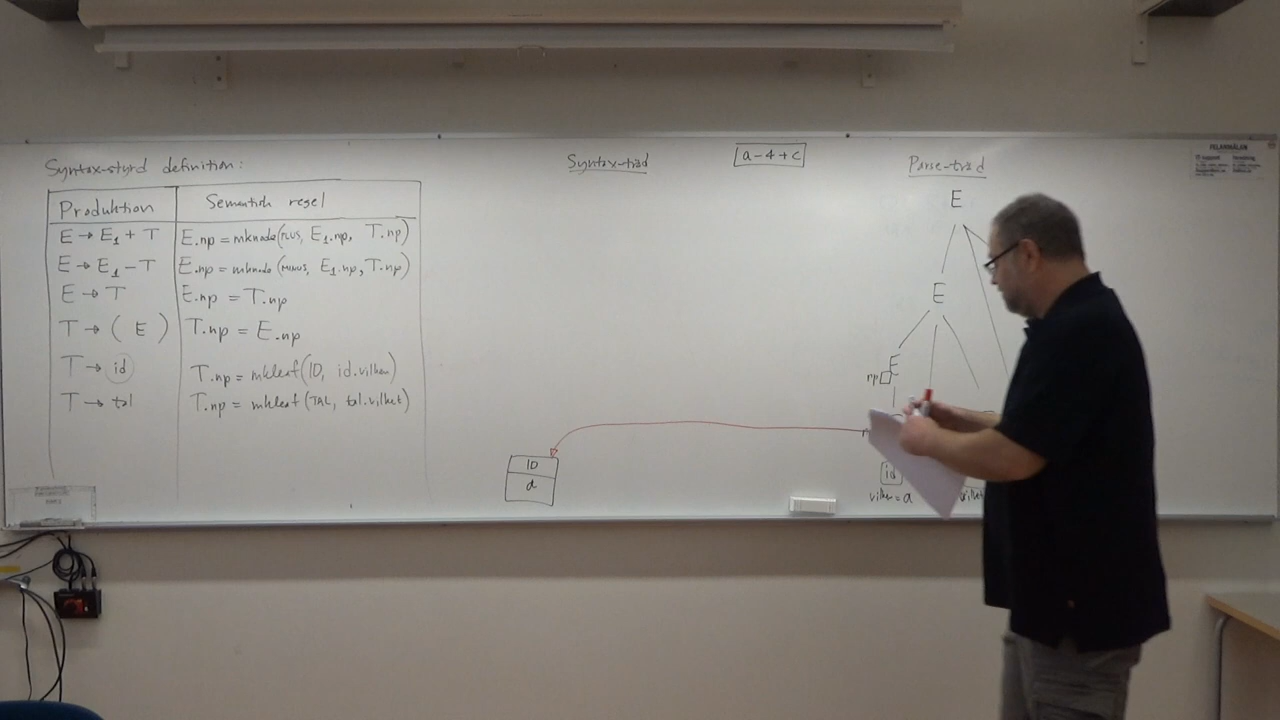 Syntax-styrd definition:
Produktion
Semantisk regel
E → E1 + T
E.np = mknode(PLUS, E1.np, T.np)
E → E1 - T
E.np = mknode(MINUS, E1.np, T.np)
E → T
E.np = T.np
T → ( E )
T.np = E.np
T → id
T.np = mkleaf(ID, id.vilken)
T → tal
T.np = mkleaf(TAL, tal.vilket)
Syntax-träd
a-4+c
Parse-träd
E
E
E
np
ID
a
id
vilken = a
vilket
FELANMÄLAN